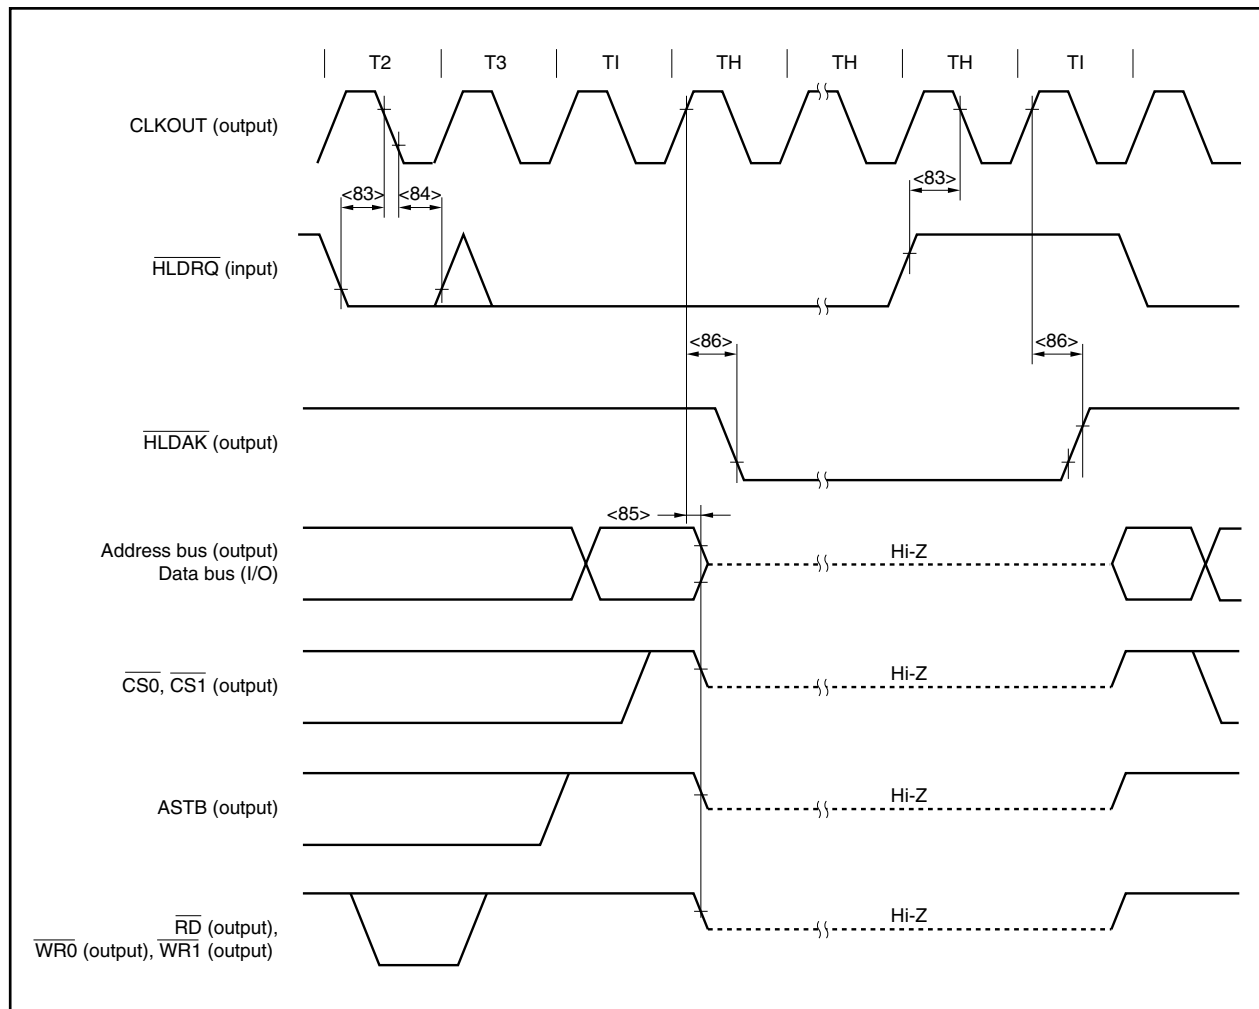 T2 T3 TI TH TH TH TI
CLKOUT (output)
<83> <84> <83>
HLDRQ (input)
<86> <86>
HLDAK (output)
<85>
Address bus (output)
Data bus (I/O)
Hi-Z
CS0, CS1 (output)
Hi-Z
ASTB (output)
Hi-Z
RD (output),
WR0 (output), WR1 (output)
Hi-Z